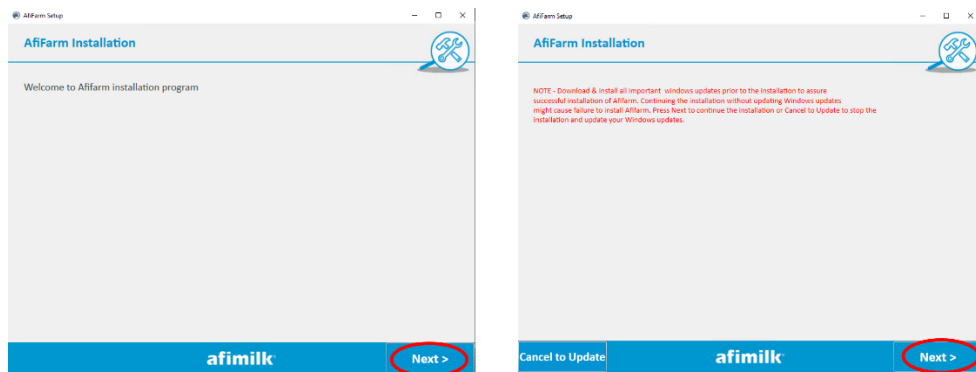 AfiFarm Setup
AfiFarm Installation
Welcome to Afifarm installation program
afimilk
Next >
AfiFarm Setup
AfiFarm Installation
NOTE - Download & Install all important windows updates prior to the installation to assure
successful installation of Afifarm. Continuing the installation without updating Windows updates
might cause failure to install Afifarm. Press Next to continue the installation or Cancel to Update to stop the
installation and update your Windows updates.
Cancel to Update
afimilk
Next >